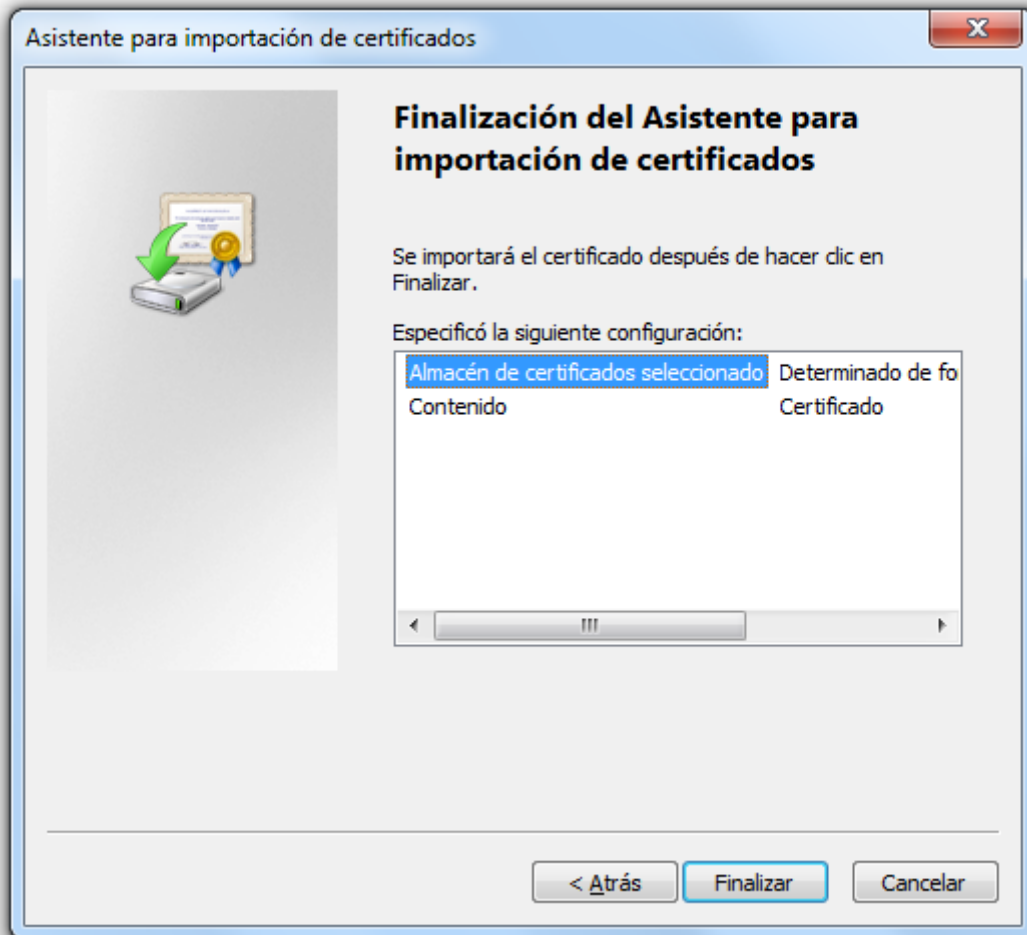 Asistente para importación de certificados
Finalización del Asistente para
importación de certificados
Se importará el certificado después de hacer clic en
Finalizar.
Especificó la siguiente configuración:
Almacén de certificados seleccionado Determinado de fo
Contenido Certificado
< Atrás Finalizar Cancelar